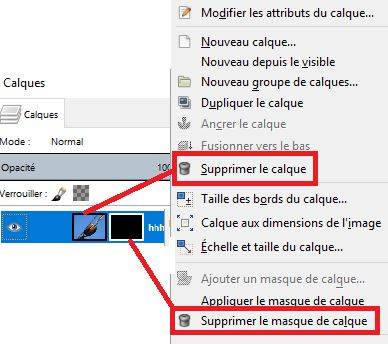 Calques
Calques
Mode : Normal
Opacité 100
Verrouiller :
hhh
Modifier les attributs du calque...
Nouveau calque...
Nouveau depuis le visible
Nouveau groupe de calques...
Dupliquer le calque
Ancrer le calque
Fusionner vers le bas
Supprimer le calque
Taille des bords du calque...
Calque aux dimensions de l'image
Échelle et taille du calque...
Ajouter un masque de calque...
Appliquer le masque de calque
Supprimer le masque de calque